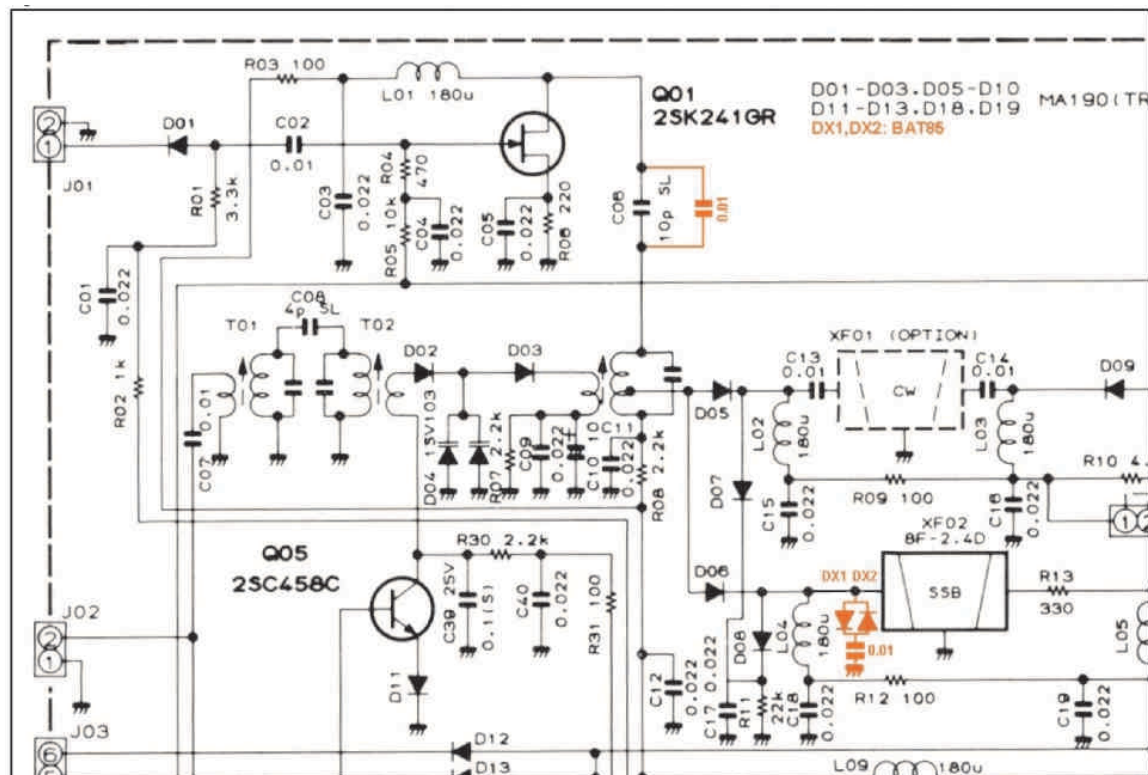 R03 100
L01 180u
Q01
2SK241GR
D01-D03.D05-D10
D11-D13.D18.D19
MA190(TR
DX1,DX2: BAT85
2
1
J01
D01
C02
0.01
R01
3.3k
C03
0.022
R04
470
R05 10k
C04
0.022
C05
0.022
R06 220
C06
10p SL
0.01
C01
0.022
R02 1k
T01
C08
4p SL
T02
D02
D03
C07
0.01
D04 1SV103
R07 2.2k
C09
0.022
C10 10
C11
0.022
R08 2.2k
D05
C13
0.01
XF01 (OPTION)
CW
C14
0.01
D09
L02
180u
L03
180u
R09 100
R10 4.
C15
0.022
C16
0.022
1
2
D07
XF02
8F-2.4D
SSB
DX1 DX2
0.01
R13
330
D06
D08
L04
180u
L05
R12 100
C17 0.022
R11
22k
C18
0.022
C19
0.022
C12
0.022
Q05
2SC458C
R30 2.2k
C39 25V
0.1(S)
C40
0.022
R31 100
D11
J02
2
1
J03
6
D12
D13
L09
180u